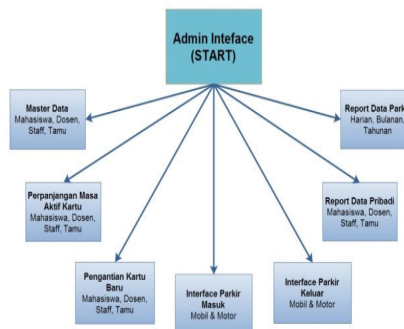 Admin Inteface
(START)
Master Data
Mahasiswa, Dosen,
Staff, Tamu
Report Data Park
Harian, Bulanan,
Tahunan
Perpanjangan Masa
Aktif Kartu
Mahasiswa, Dosen,
Staff, Tamu
Report Data Pribadi
Mahasiswa, Dosen,
Staff, Tamu
Pengantian Kartu
Baru
Mahasiswa, Dosen,
Staff, Tamu
Interface Parkir
Masuk
Mobil & Motor
Interface Parkir
Keluar
Mobil & Motor